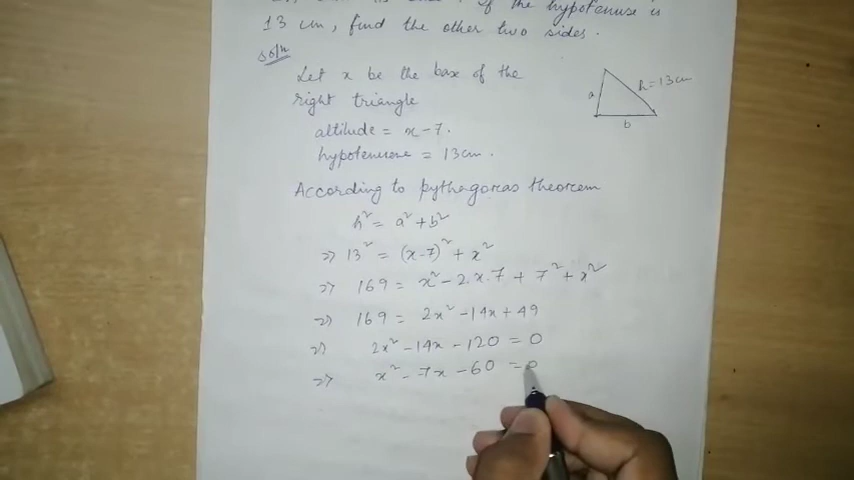 if the hypotenuse is
13 cm, find the other two sides.
Solⁿ
Let x be the base of the
right triangle
altitude = x-7.
hypotenuse = 13cm.
a
h=13cm
b
According to pythagoras theorem
h² = a² + b²
=> 13² = (x-7)² + x²
=> 169 = x² - 2.x.7 + 7² + x²
=> 169 = 2x² - 14x + 49
=> 2x² - 14x - 120 = 0
=> x² - 7x - 60 = 0